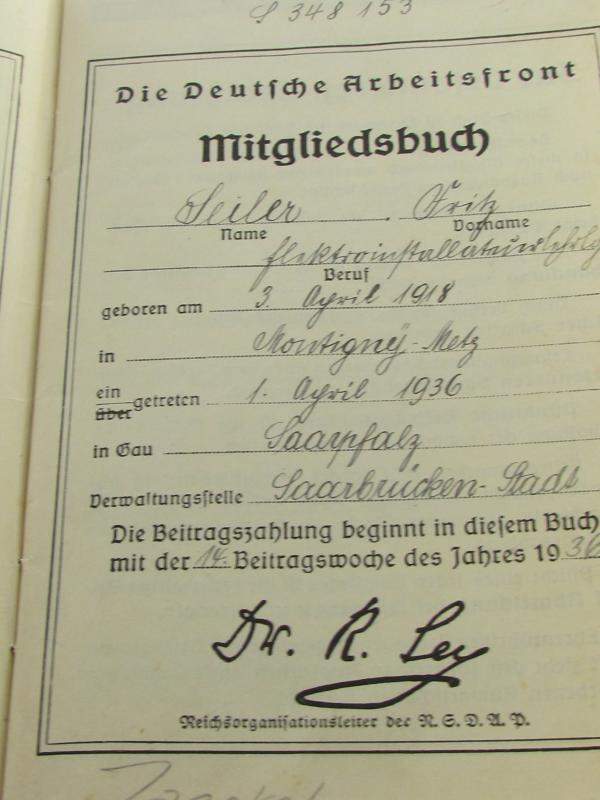 S 348 153
Die Deutsche Arbeitsfront
Mitgliedsbuch
Seiler . Fritz
Name Vorname
Elektroinstallateurlehrlg
Beruf
geboren am 3. April 1918
in Montigny-Metz
ein
über getreten 1. April 1936
in Gau Saarpfalz
Verwaltungsstelle Saarbrücken-Stadt
Die Beitragszahlung beginnt in diesem Buch
mit der 14. Beitragswoche des Jahres 1936
Dr. R. Ley
Reichsorganisationsleiter der N.S.D.A.P.